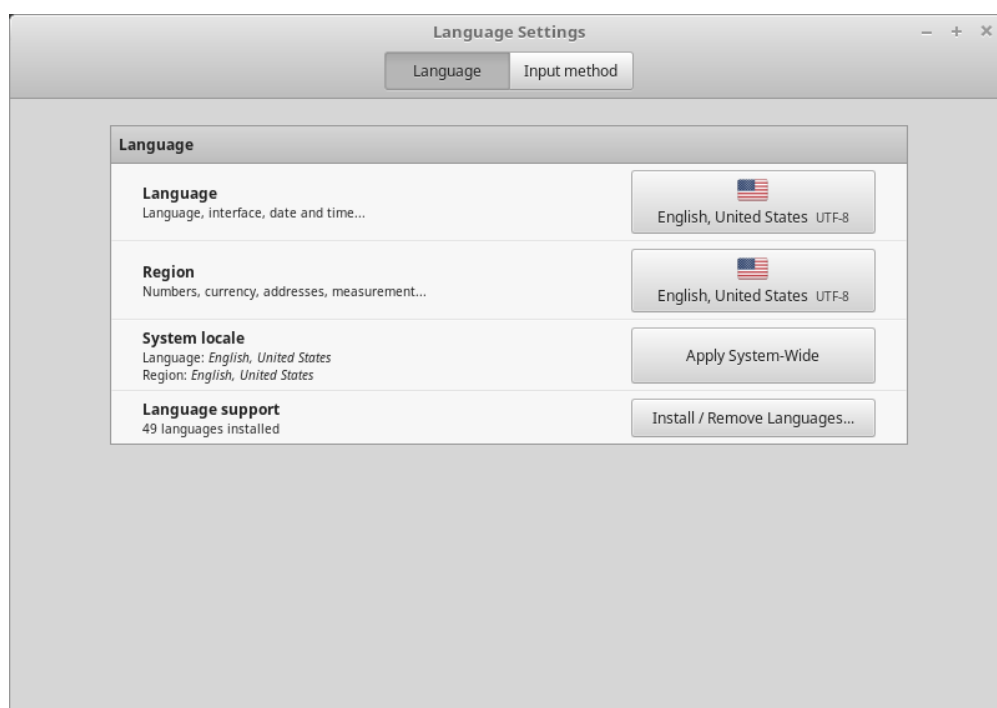 Language Settings
Language
Input method
Language
Language
Language, interface, date and time...
English, United States UTF-8
Region
Numbers, currency, addresses, measurement...
English, United States UTF-8
System locale
Language: English, United States
Region: English, United States
Apply System-Wide
Language support
49 languages installed
Install / Remove Languages...